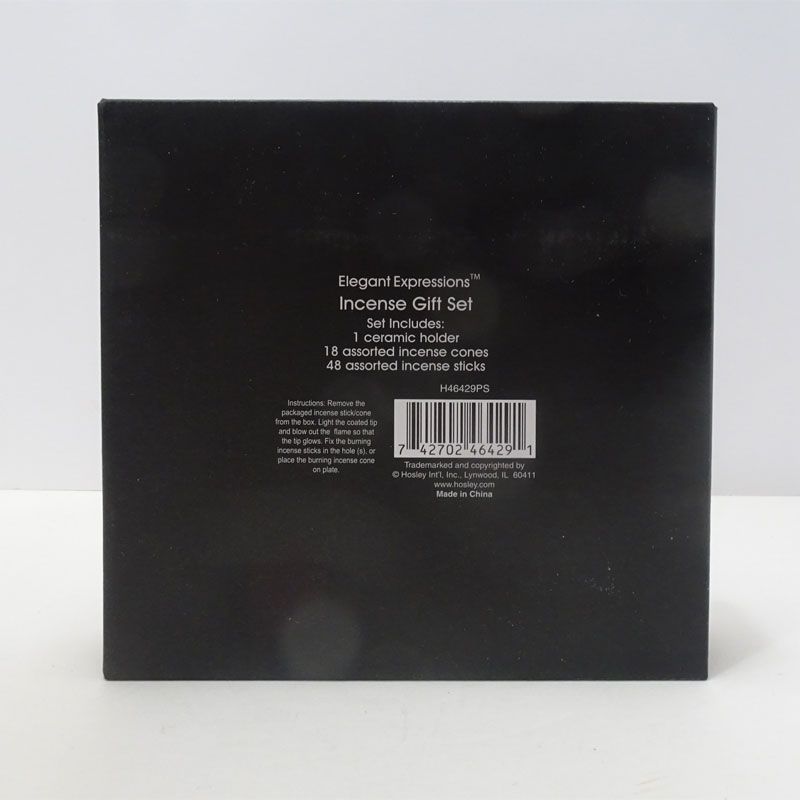 Elegant Expressions™
Incense Gift Set
Set Includes:
1 ceramic holder
18 assorted incense cones
48 assorted incense sticks
H46429PS
Instructions: Remove the
packaged incense stick/cone
from the box. Light the coated tip
and blow out the flame so that
the tip glows. Fix the burning
incense sticks in the hole (s), or
place the burning incense cone
on plate.
7 42702 46429 1
Trademarked and copyrighted by
© Hosley Int'l, Inc., Lynwood, IL 60411
www.hosley.com
Made in China